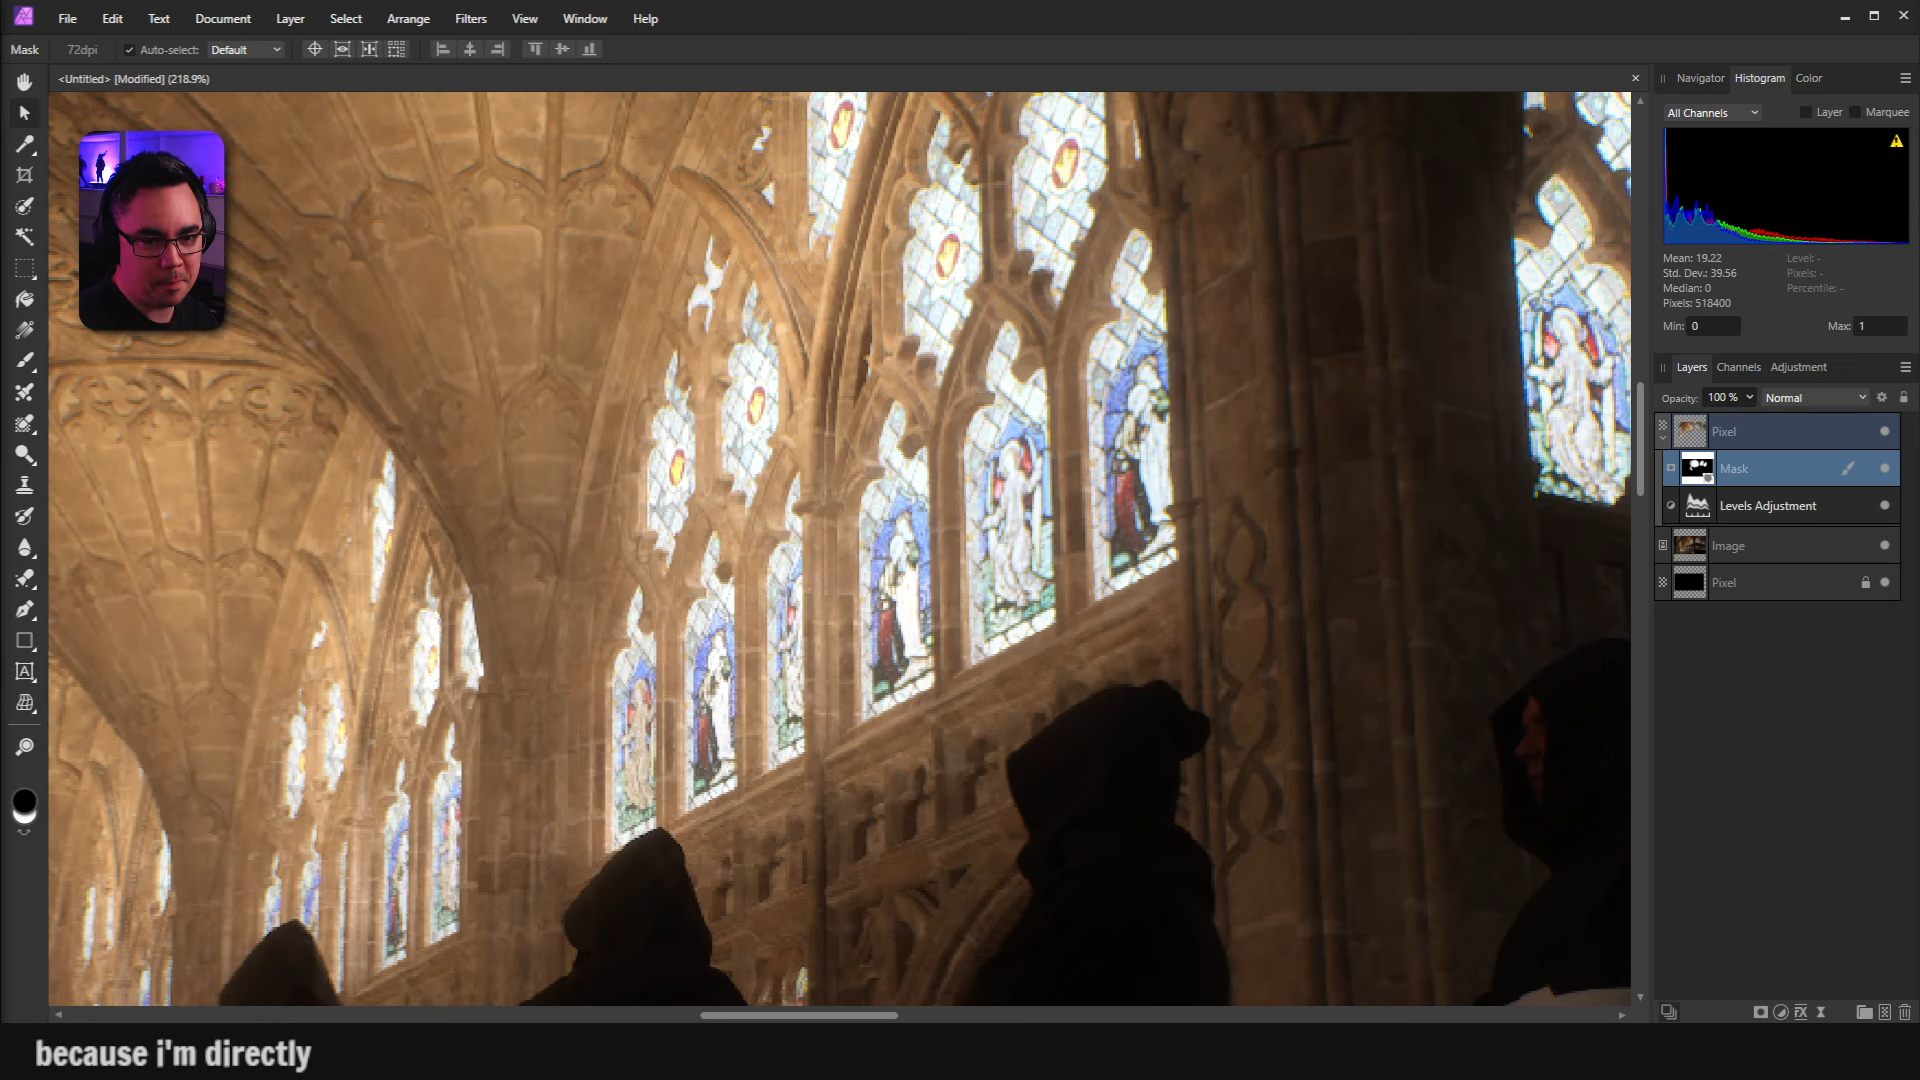 File Edit Text Document Layer Select Arrange Filters View Window Help
Mask 72dpi Auto-select: Default
<Untitled> [Modified] (218.9%)
Navigator Histogram Color
All Channels Layer Marquee
Mean: 19.22 Level: -
Std. Dev.: 39.56 Pixels: -
Median: 0 Percentile: -
Pixels: 518400
Min: 0 Max: 1
Layers Channels Adjustment
Opacity: 100 % Normal
Pixel
Mask
Levels Adjustment
Image
Pixel
because i'm directly